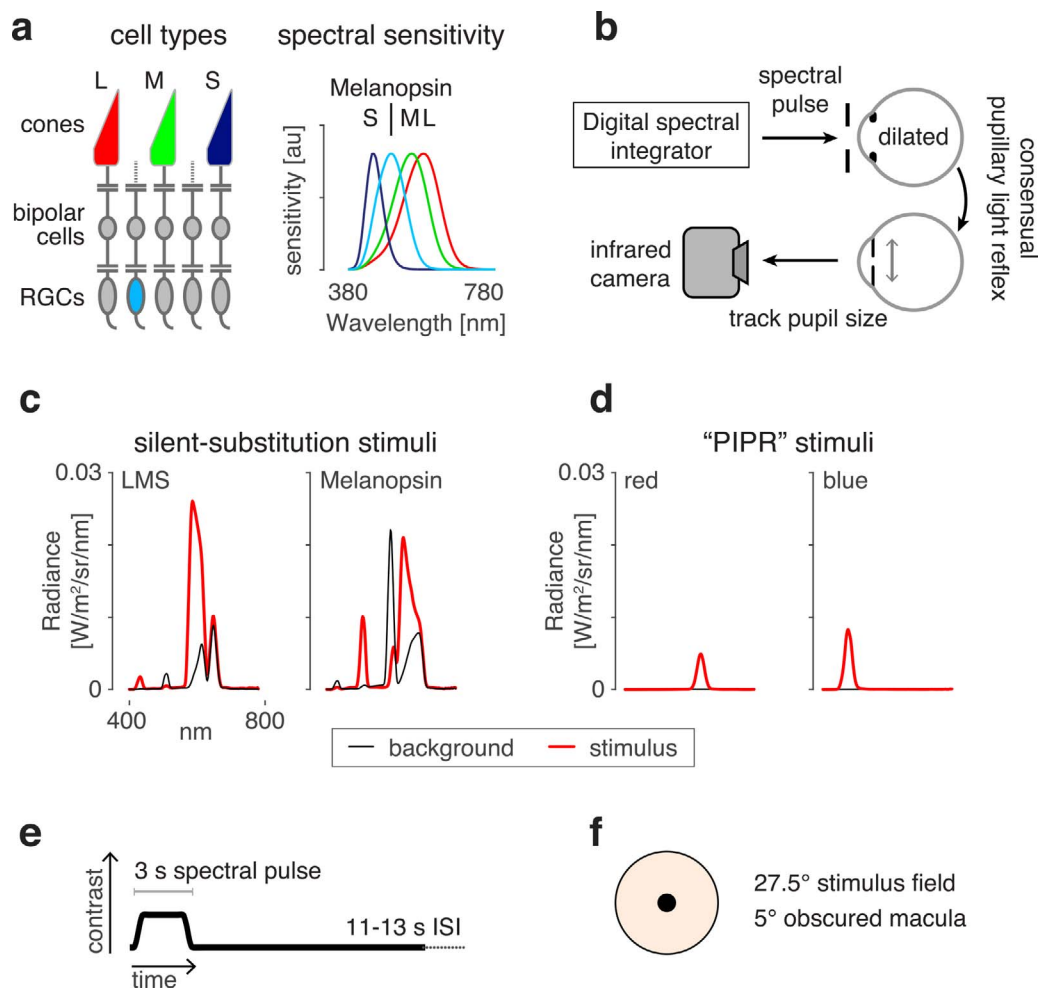 a
cell types
L M S
cones
bipolar
cells
RGCs
spectral sensitivity
Melanopsin
S | M L
sensitivity [au]
380 780
Wavelength [nm]
b
Digital spectral
integrator
spectral
pulse
dilated
consensual
pupillary light reflex
infrared
camera
track pupil size
c
silent-substitution stimuli
0.03
LMS
Melanopsin
Radiance
[W/m²/sr/nm]
0
400 nm 800
d
"PIPR" stimuli
0.03
red
blue
Radiance
[W/m²/sr/nm]
0
background stimulus
e
contrast
3 s spectral pulse
11-13 s ISI
time
f
27.5° stimulus field
5° obscured macula